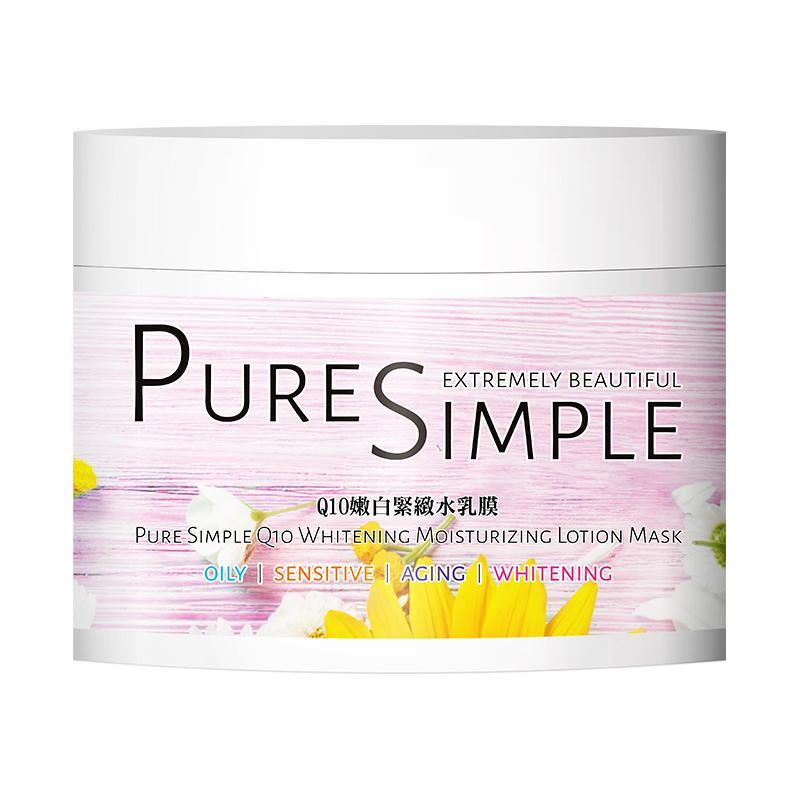 PURE SIMPLE
EXTREMELY BEAUTIFUL
Q10嫩白緊緻水乳膜
PURE SIMPLE Q10 WHITENING MOISTURIZING LOTION MASK
OILY | SENSITIVE | AGING | WHITENING